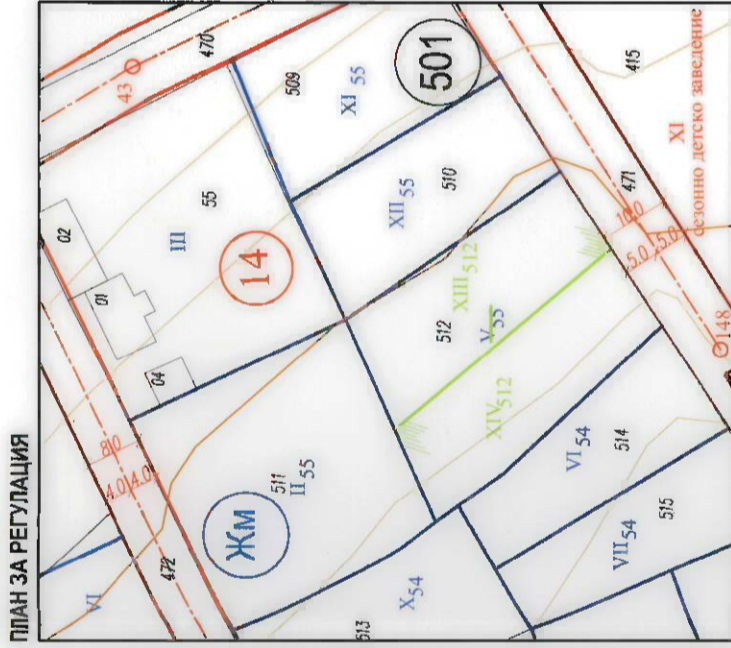 ПЛАН ЗА РЕГУЛАЦИЯ
43
470
02
01
04
III
55
14
509
XI 55
501
8.0
4.0
4.0
472
VI
Жм
511
II 55
XII 55
510
XIII 512
512
V 55
XIV 512
415
471
XI
сезонно детско заведение
10.0
5.0
5.0
148
VI 54
514
X 54
513
VII 54
515